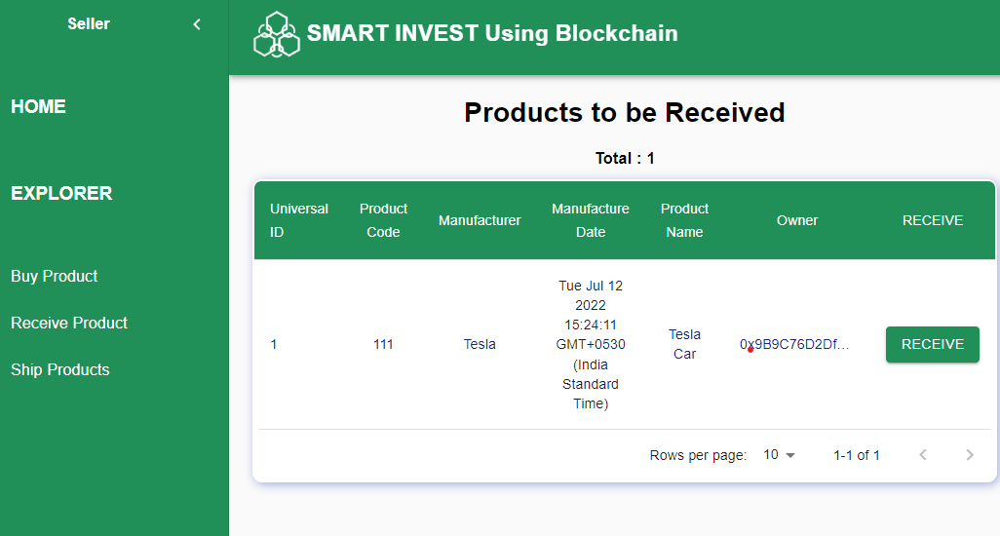 Seller
SMART INVEST Using Blockchain
HOME
EXPLORER
Buy Product
Receive Product
Ship Products
Products to be Received
Total : 1
Universal
ID
Product
Code
Manufacturer
Manufacture
Date
Product
Name
Owner
RECEIVE
1
111
Tesla
Tue Jul 12
2022
15:24:11
GMT+0530
(India
Standard
Time)
Tesla
Car
0x9B9C76D2Df...
RECEIVE
Rows per page: 10
1-1 of 1